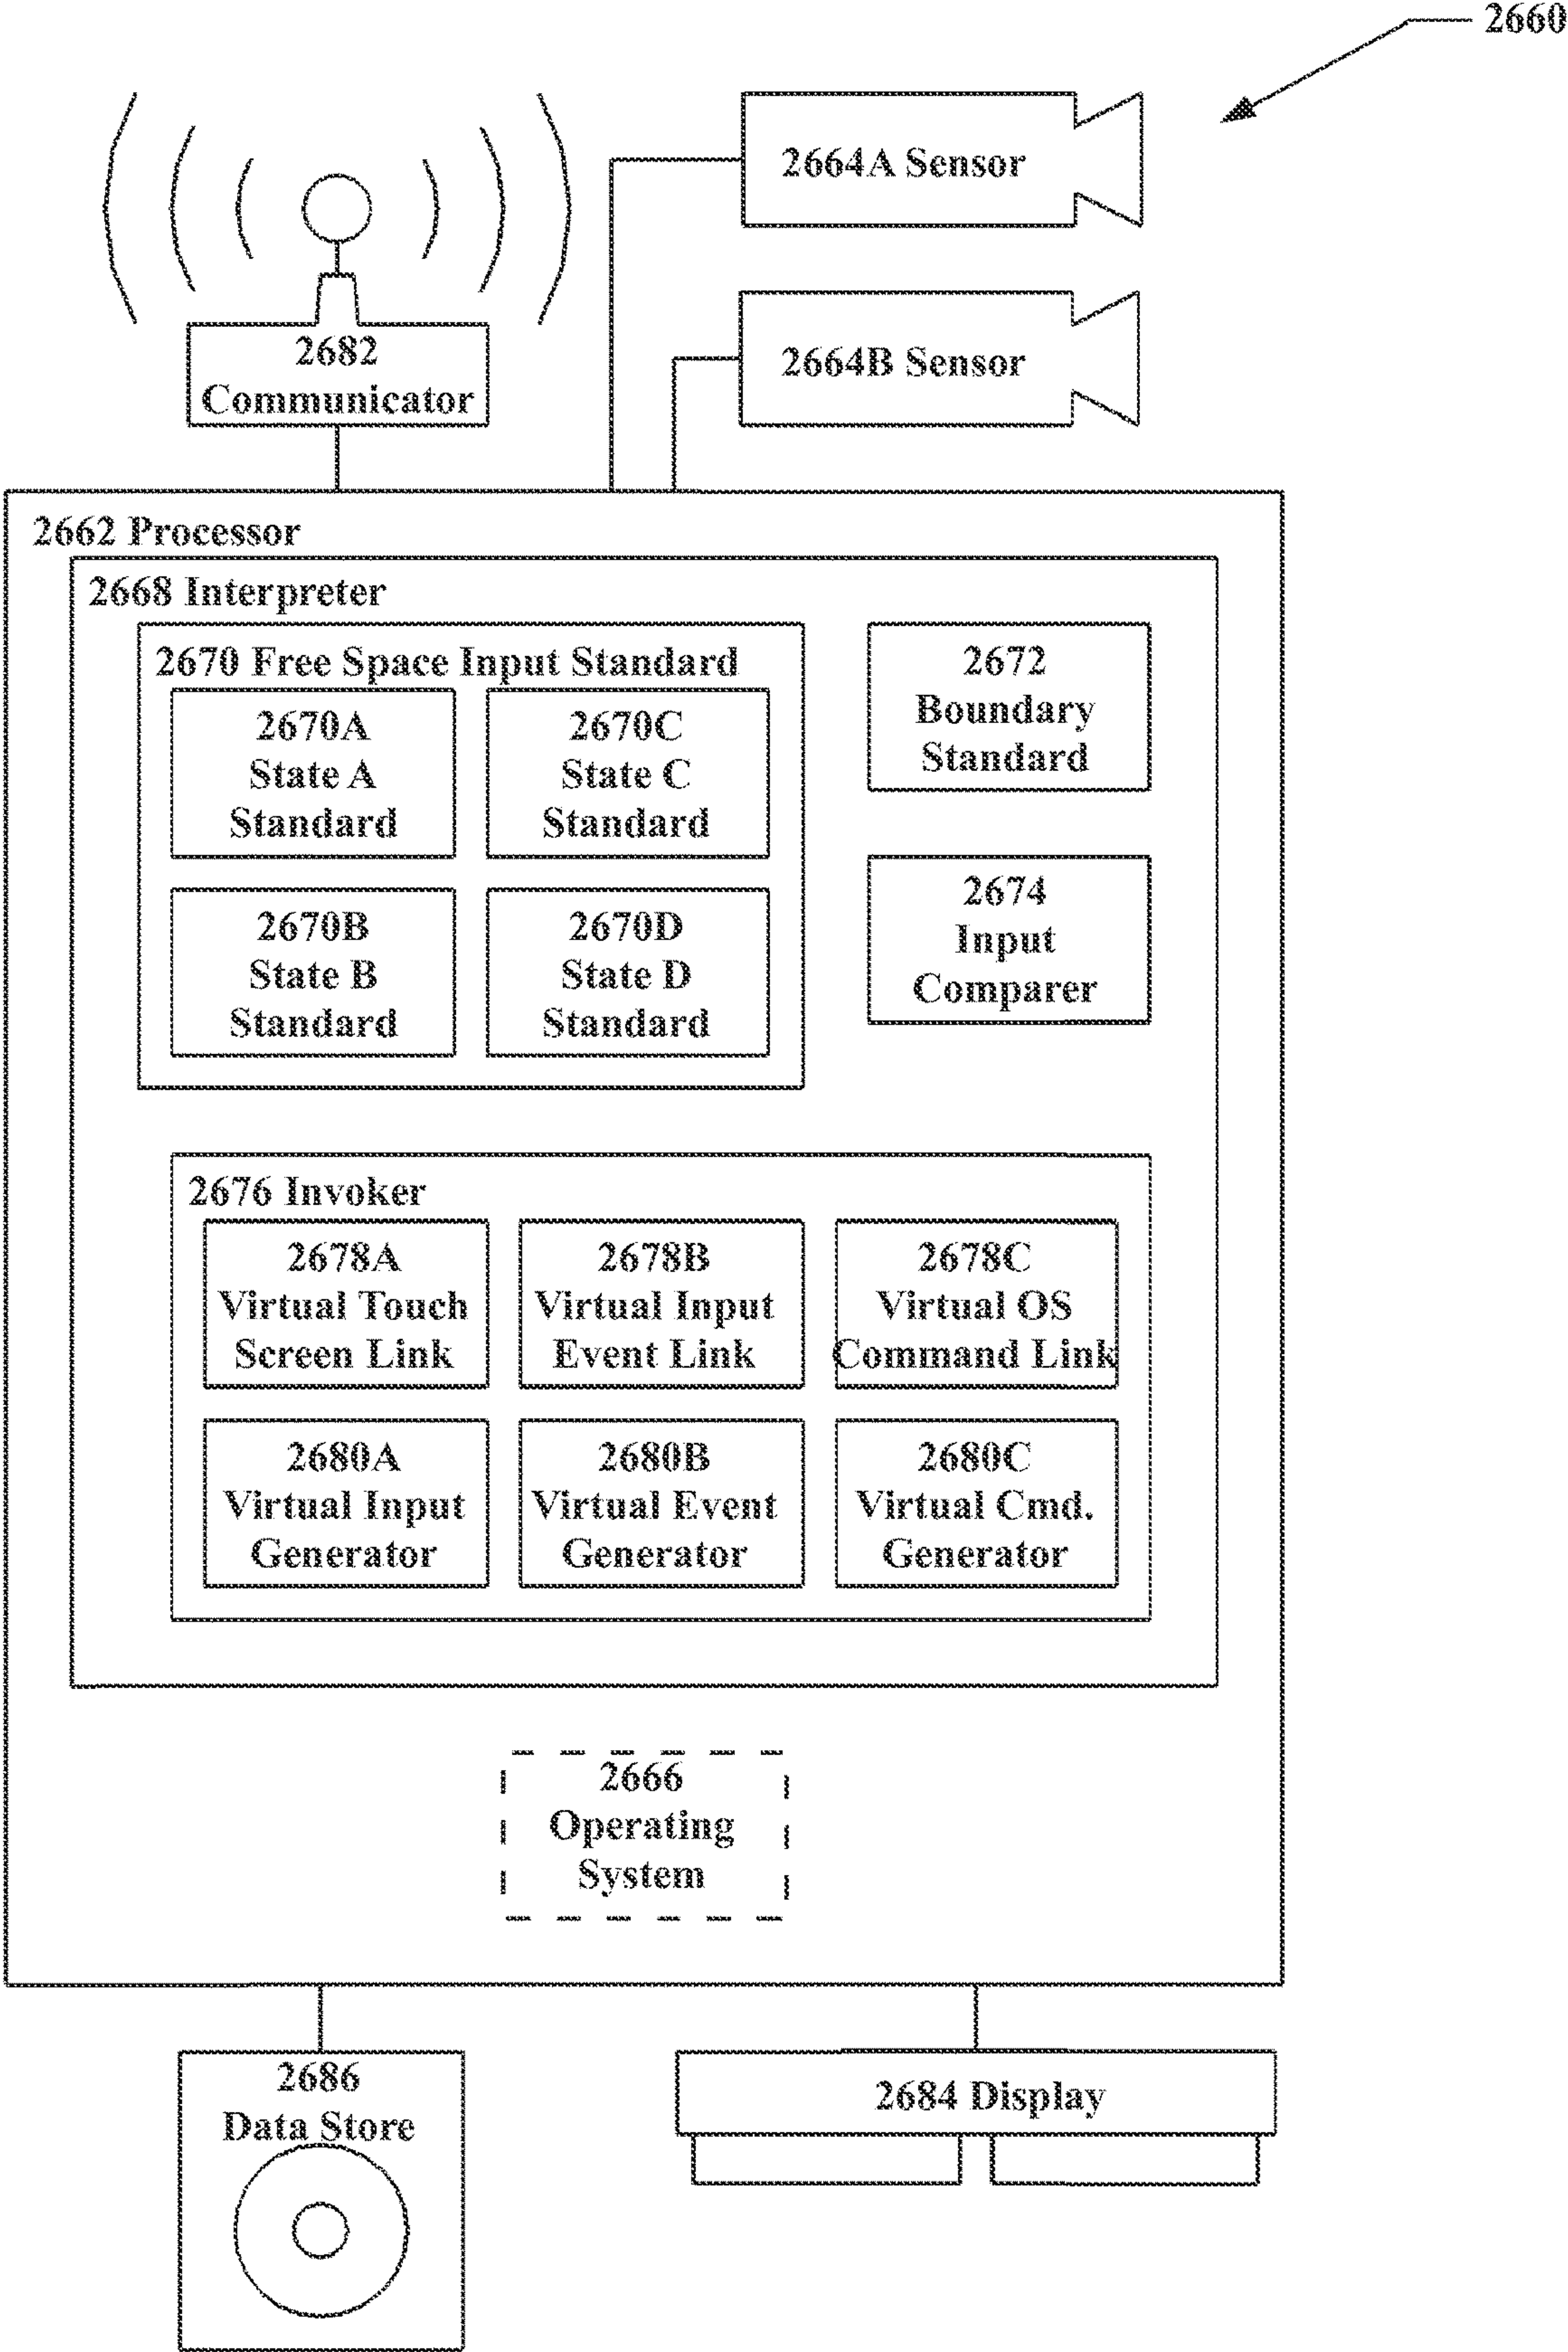 2660
2664A Sensor
2664B Sensor
2682
Communicator
2662 Processor
2668 Interpreter
2670 Free Space Input Standard
2670A
State A
Standard
2670C
State C
Standard
2670B
State B
Standard
2670D
State D
Standard
2672
Boundary
Standard
2674
Input
Comparer
2676 Invoker
2678A
Virtual Touch
Screen Link
2678B
Virtual Input
Event Link
2678C
Virtual OS
Command Link
2680A
Virtual Input
Generator
2680B
Virtual Event
Generator
2680C
Virtual Cmd.
Generator
2666
Operating
System
2686
Data Store
2684 Display